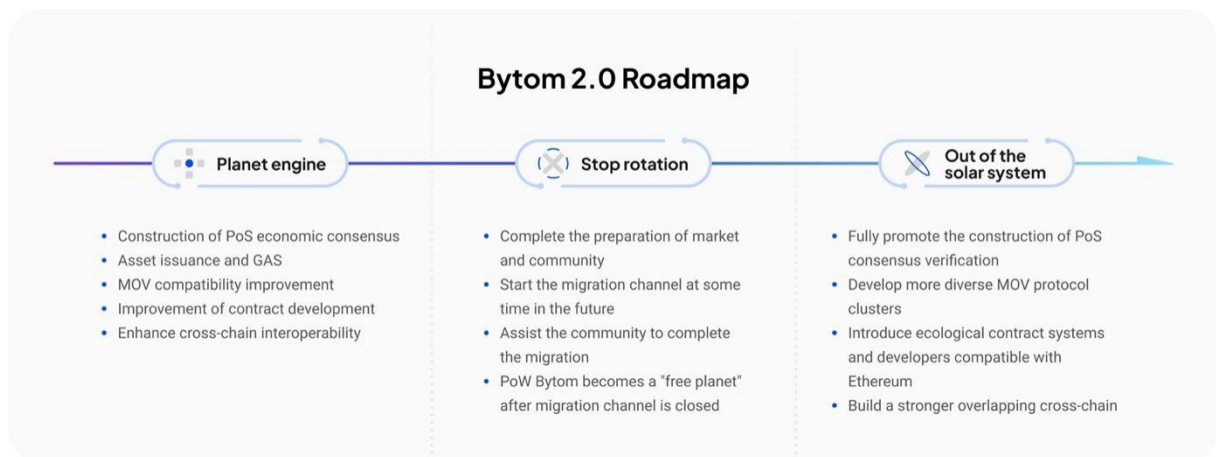 Bytom 2.0 Roadmap
Planet engine
Construction of PoS economic consensus
Asset issuance and GAS
MOV compatibility improvement
Improvement of contract development
Enhance cross-chain interoperability
Stop rotation
Complete the preparation of market
and community
Start the migration channel at some
time in the future
Assist the community to complete
the migration
PoW Bytom becomes a "free planet"
after migration channel is closed
Out of the
solar system
Fully promote the construction of PoS
consensus verification
Develop more diverse MOV protocol
clusters
Introduce ecological contract systems
and developers compatible with
Ethereum
Build a stronger overlapping cross-chain